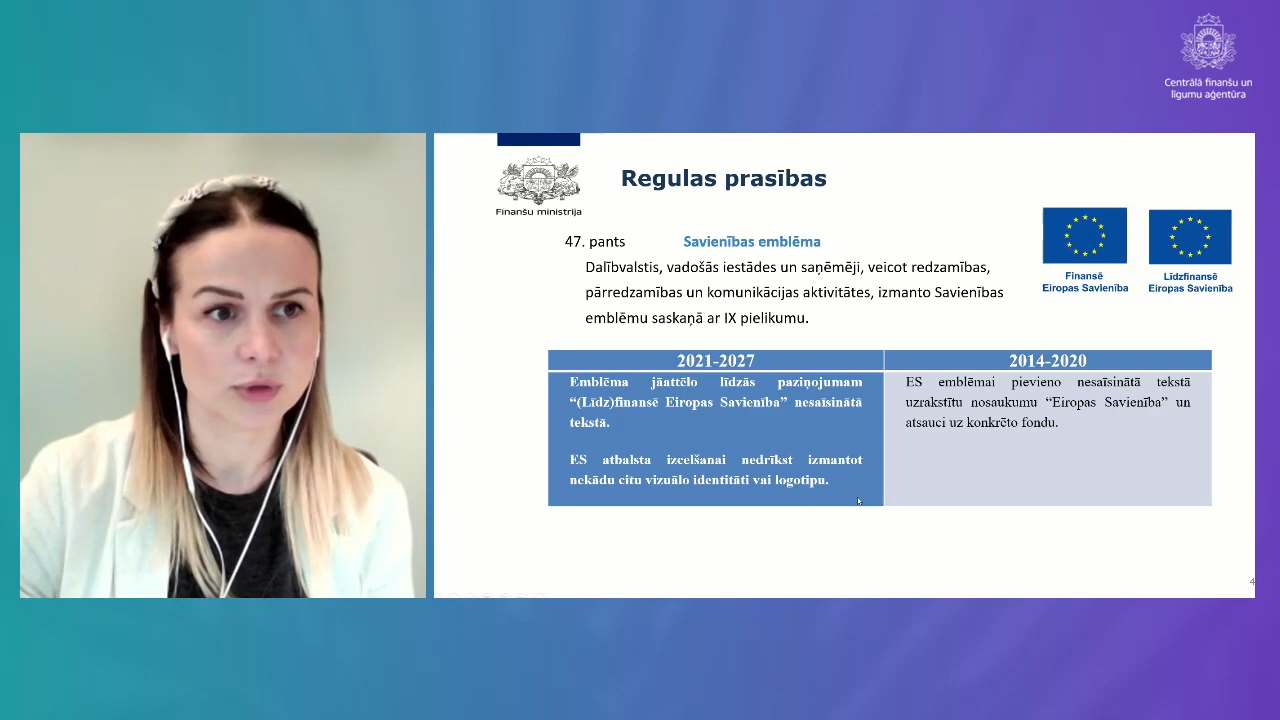 Centrālā finanšu un
līgumu aģentūra
Finanšu ministrija
Regulas prasības
47. pants Savienības emblēma
Dalībvalstis, vadošās iestādes un saņēmēji, veicot redzamības,
pārredzamības un komunikācijas aktivitātes, izmanto Savienības
emblēmu saskaņā ar IX pielikumu.
Finansē
Eiropas Savienība
Līdzfinansē
Eiropas Savienība
2021-2027
Emblēma jāattēlo līdzās paziņojumam
“(Līdz)finansē Eiropas Savienība” nesaīsinātā
tekstā.
ES atbalsta izcelšanai nedrīkst izmantot
nekādu citu vizuālo identitāti vai logotipu.
2014-2020
ES emblēmai pievieno nesaīsinātā tekstā
uzrakstītu nosaukumu “Eiropas Savienība” un
atsauci uz konkrēto fondu.
4